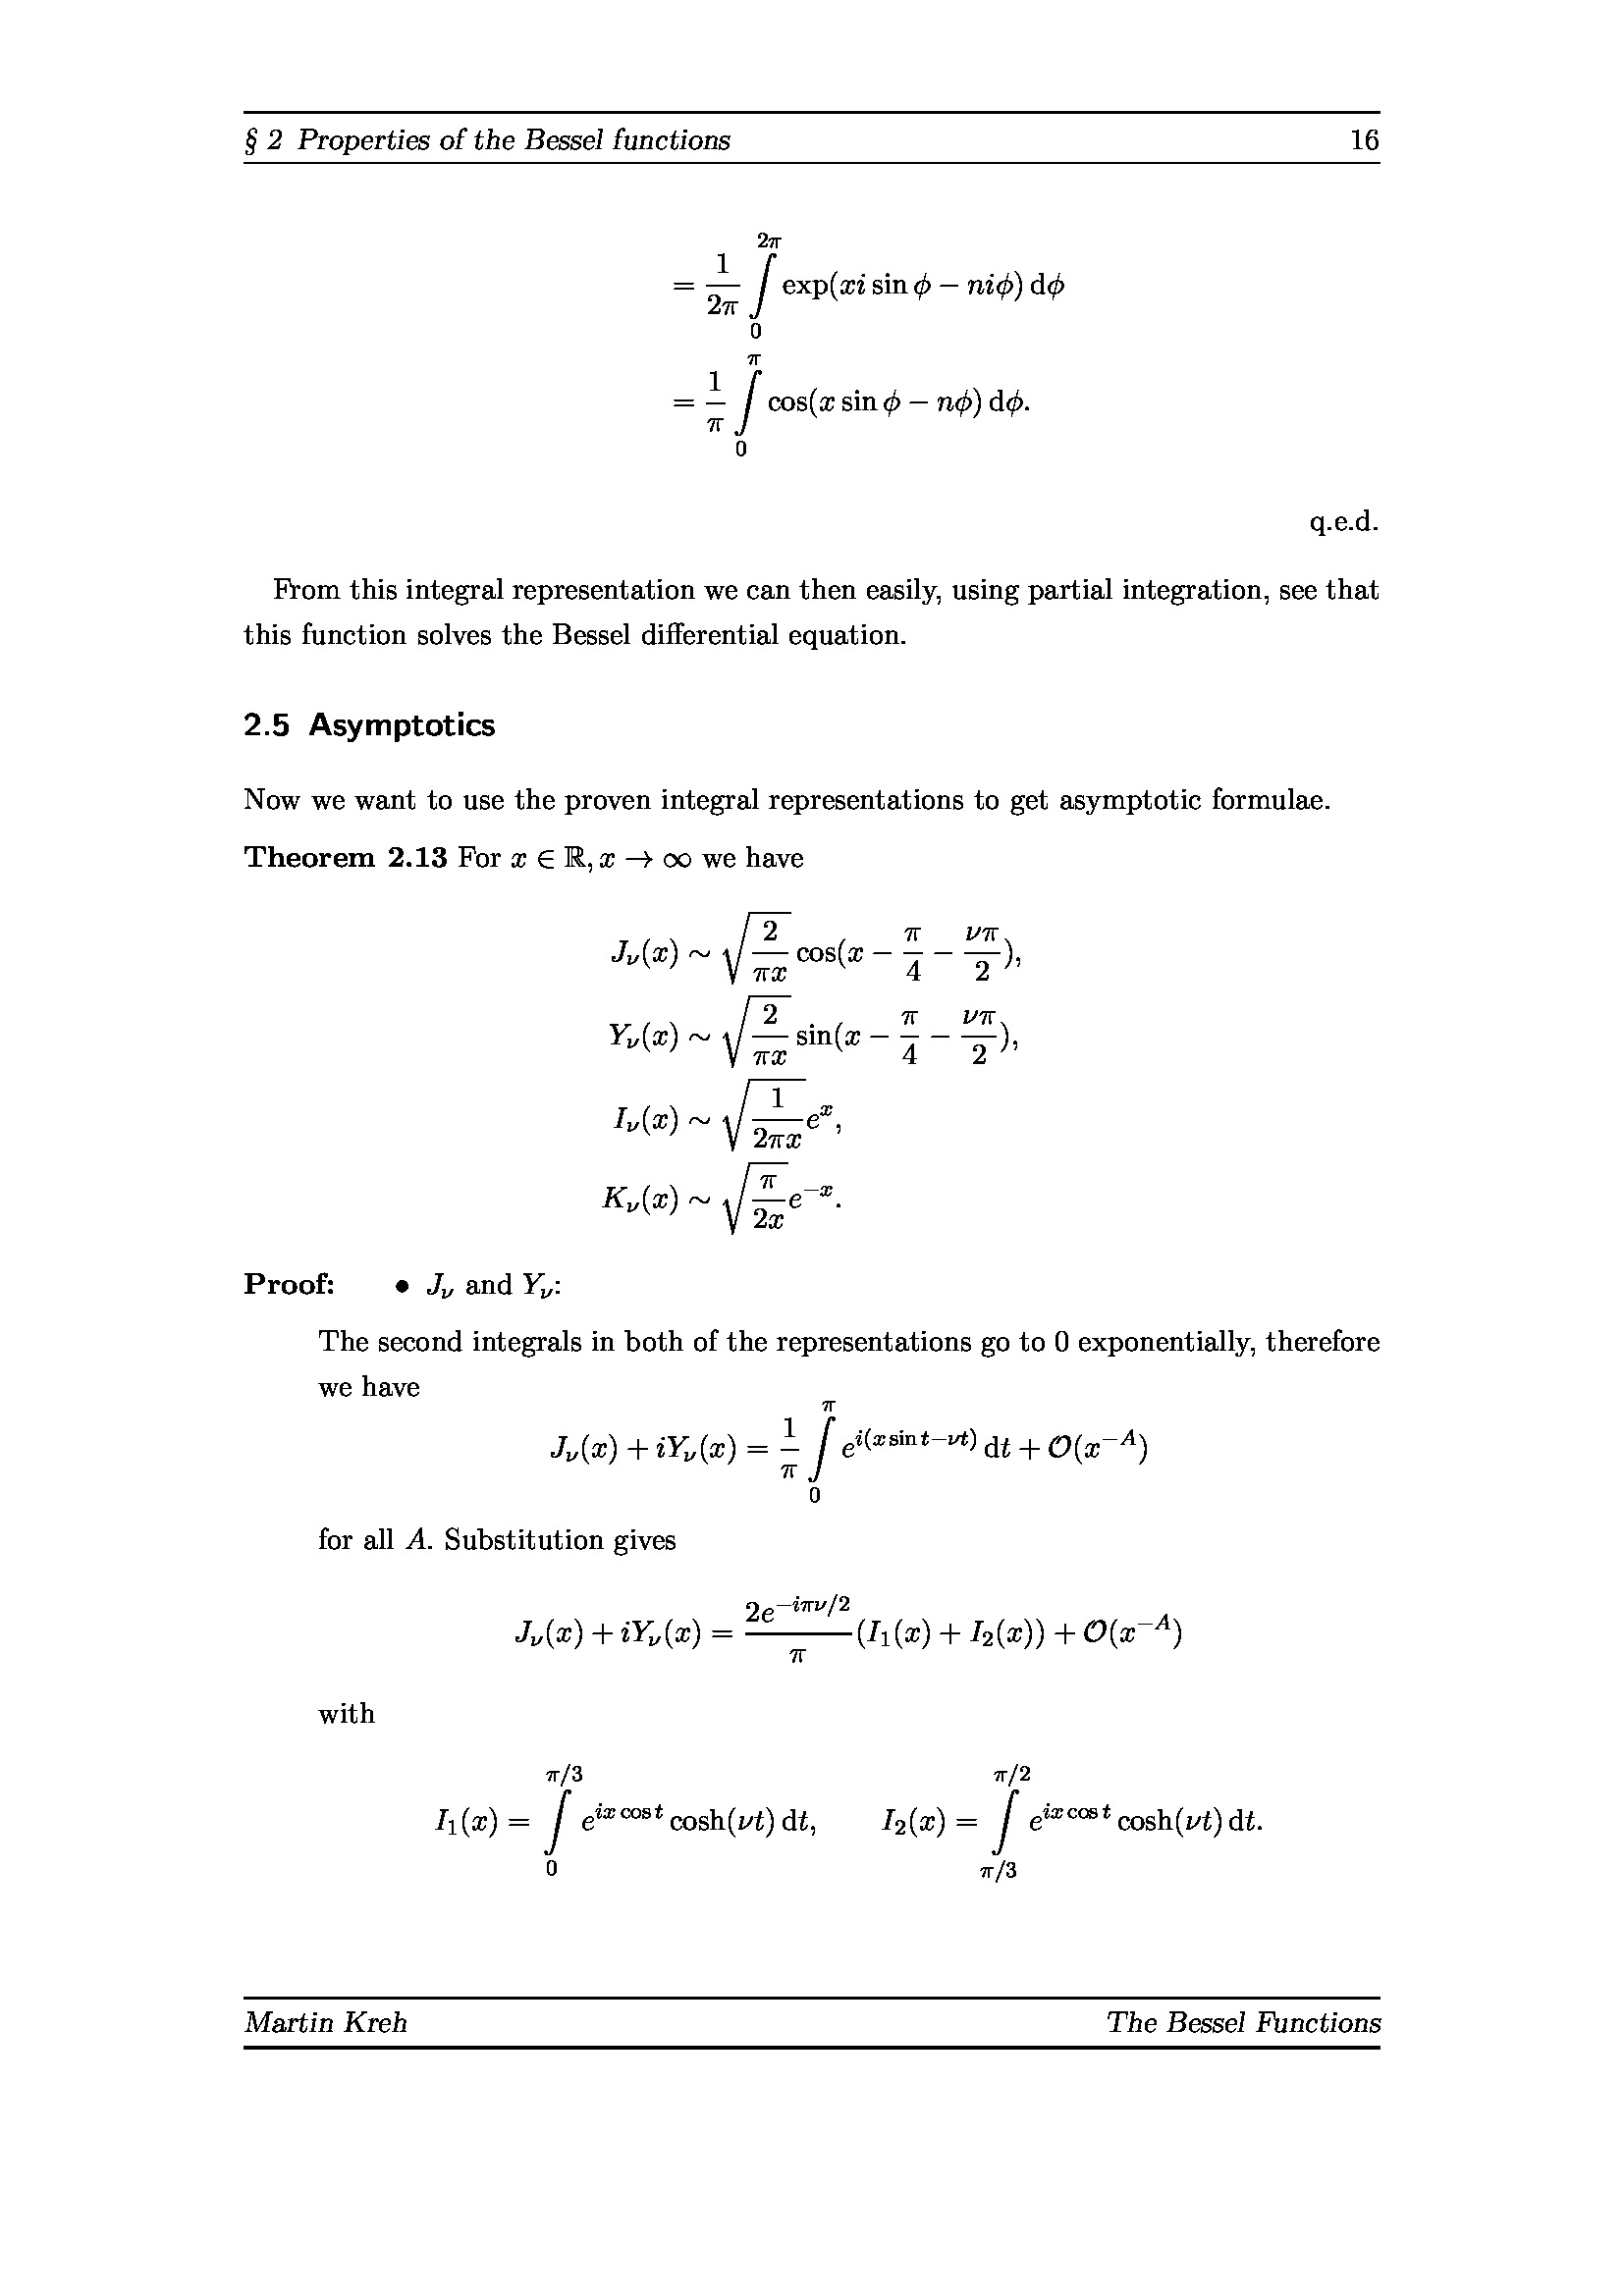 § 2 Properties of the Bessel functions 16
= \frac{1}{2\pi} \int_0^{2\pi} \exp(xi \sin \phi - ni\phi) \, d\phi
= \frac{1}{\pi} \int_0^{\pi} \cos(x \sin \phi - n\phi) \, d\phi.
q.e.d.
From this integral representation we can then easily, using partial integration, see that
this function solves the Bessel differential equation.
2.5 Asymptotics
Now we want to use the proven integral representations to get asymptotic formulae.
Theorem 2.13 For x ∈ ℝ, x → ∞ we have
J_\nu(x) \sim \sqrt{\frac{2}{\pi x}} \cos(x - \frac{\pi}{4} - \frac{\nu\pi}{2}),
Y_\nu(x) \sim \sqrt{\frac{2}{\pi x}} \sin(x - \frac{\pi}{4} - \frac{\nu\pi}{2}),
I_\nu(x) \sim \sqrt{\frac{1}{2\pi x}} e^x,
K_\nu(x) \sim \sqrt{\frac{\pi}{2x}} e^{-x}.
Proof: • J_\nu and Y_\nu:
The second integrals in both of the representations go to 0 exponentially, therefore
we have
J_\nu(x) + iY_\nu(x) = \frac{1}{\pi} \int_0^{\pi} e^{i(x \sin t - \nu t)} \, dt + \mathcal{O}(x^{-A})
for all A. Substitution gives
J_\nu(x) + iY_\nu(x) = \frac{2e^{-i\pi\nu/2}}{\pi} (I_1(x) + I_2(x)) + \mathcal{O}(x^{-A})
with
I_1(x) = \int_0^{\pi/3} e^{ix \cos t} \cosh(\nu t) \, dt, I_2(x) = \int_{\pi/3}^{\pi/2} e^{ix \cos t} \cosh(\nu t) \, dt.
Martin Kreh The Bessel Functions